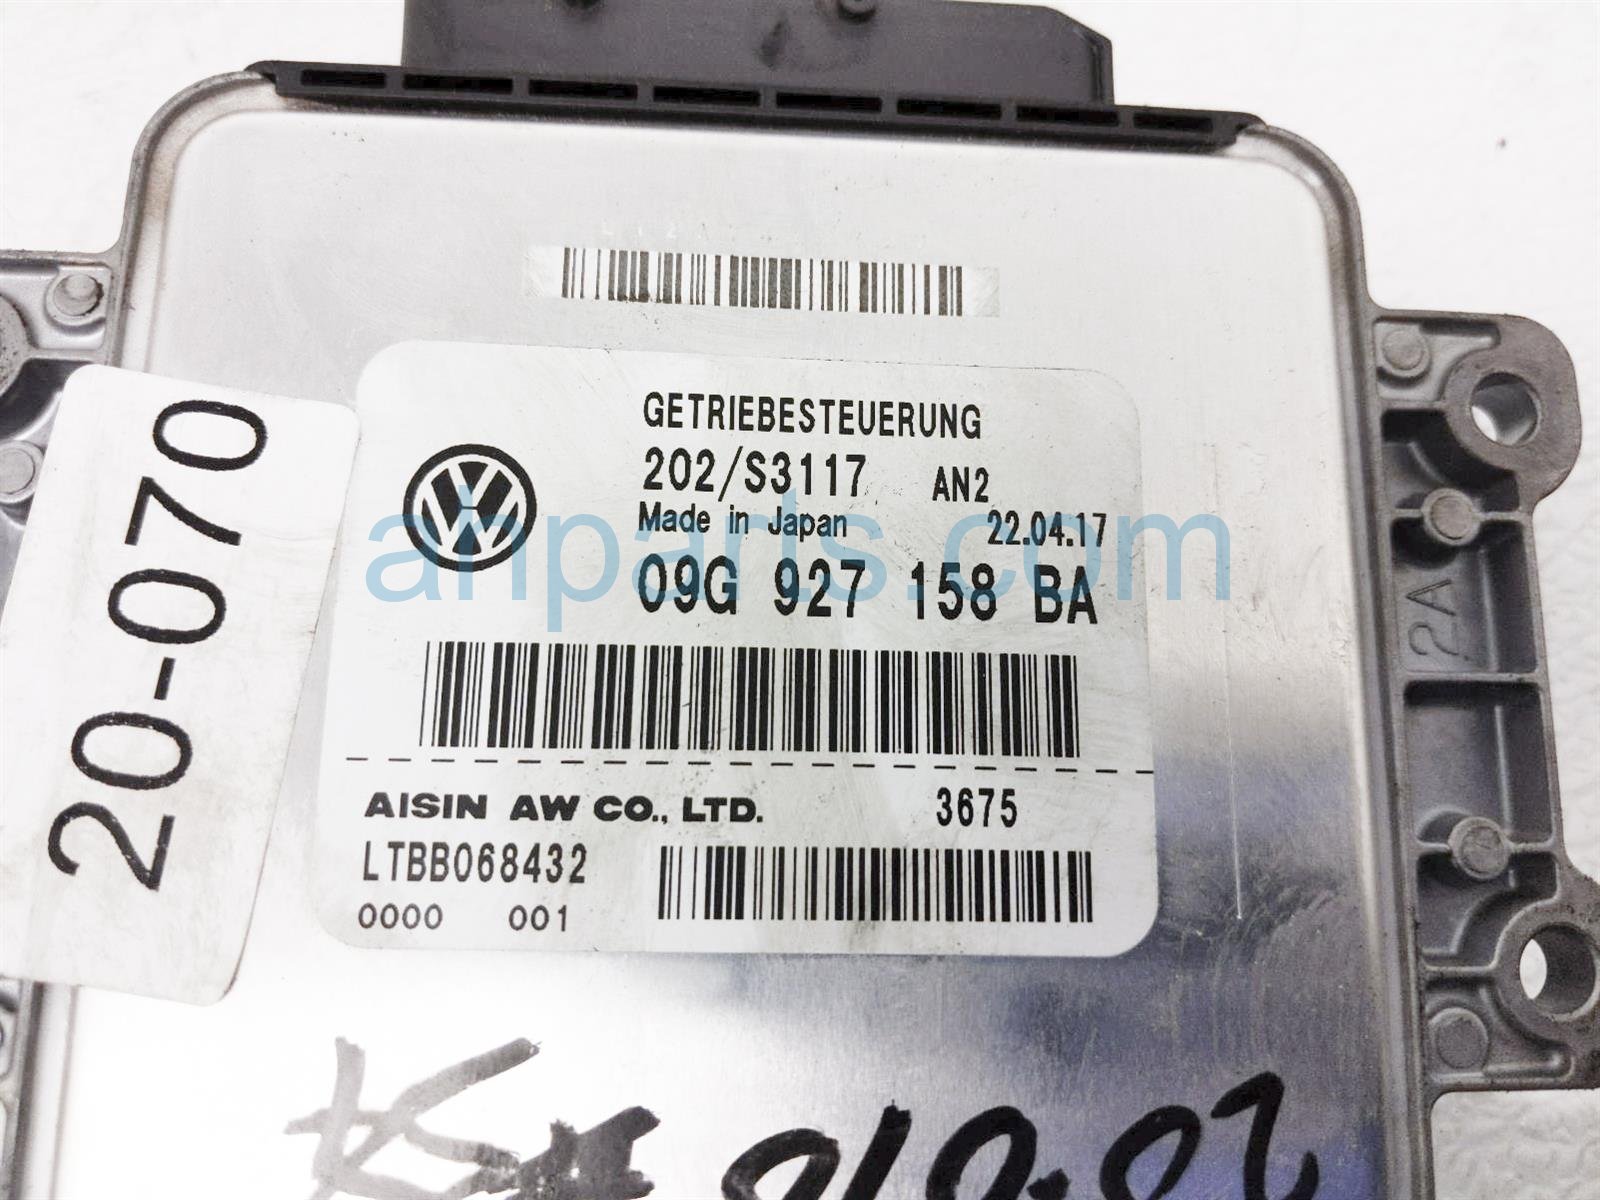 GETRIEBESTEUERUNG
202/S3117 AN2
Made in Japan 22.04.17
ahparts.com
09G 927 158 BA
AISIN AW CO., LTD. 3675
LTBB068432
0000 001
20-070
2A